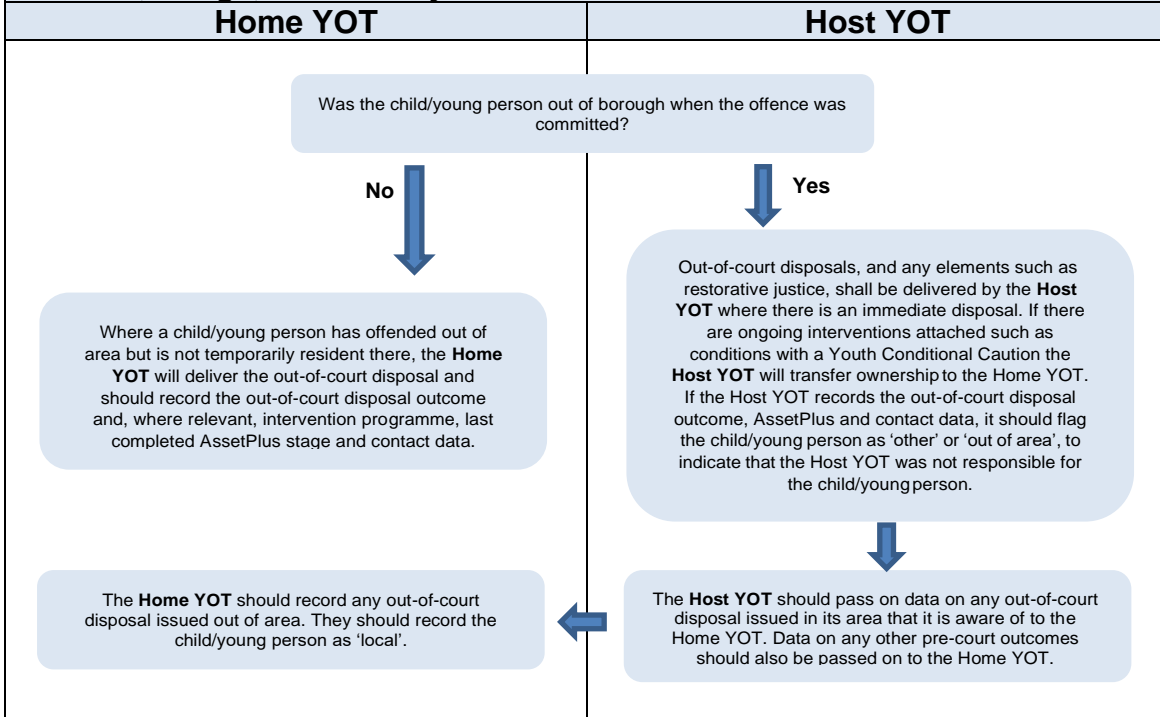 Home YOT
Host YOT
Was the child/young person out of borough when the offence was
committed?
No
Yes
Where a child/young person has offended out of
area but is not temporarily resident there, the Home
YOT will deliver the out-of-court disposal and
should record the out-of-court disposal outcome
and, where relevant, intervention programme, last
completed AssetPlus stage and contact data.
Out-of-court disposals, and any elements such as
restorative justice, shall be delivered by the Host
YOT where there is an immediate disposal. If there
are ongoing interventions attached such as
conditions with a Youth Conditional Caution the
Host YOT will transfer ownership to the Home YOT.
If the Host YOT records the out-of-court disposal
outcome, AssetPlus and contact data, it should flag
the child/young person as ‘other’ or ‘out of area’, to
indicate that the Host YOT was not responsible for
the child/young person.
The Home YOT should record any out-of-court
disposal issued out of area. They should record the
child/young person as ‘local’.
The Host YOT should pass on data on any out-of-court
disposal issued in its area that it is aware of to the
Home YOT. Data on any other pre-court outcomes
should also be passed on to the Home YOT.